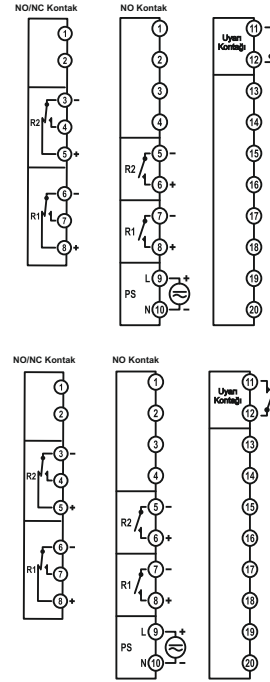 NO/NC Kontak
1
2
3 −
R2
4
5 +
6 −
R1
7
8 +
NO Kontak
1
2
3
4
5 −
R2
6 +
7 −
R1
8 +
L 9 +
PS
N 10 −
11 −
Uyarı
Kontağı
12
13
14
15
16
17
18
19
20
NO/NC Kontak
1
2
3 −
R2
4
5 +
6 −
R1
7
8 +
NO Kontak
1
2
3
4
5 −
R2
6 +
7 −
R1
8 +
L 9 +
PS
N 10 −
11
Uyarı
Kontağı
12
13
14
15
16
17
18
19
20